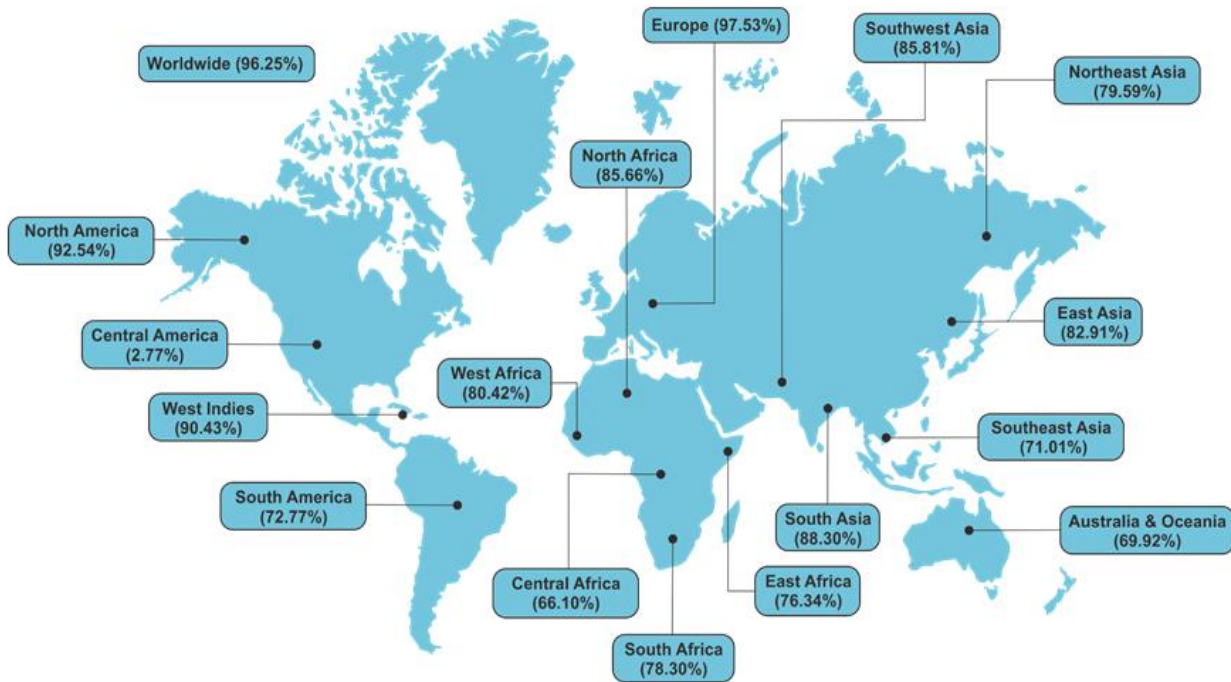 Europe (97.53%)
Southwest Asia
(85.81%)
Worldwide (96.25%)
Northeast Asia
(79.59%)
North Africa
(85.66%)
North America
(92.54%)
Central America
(2.77%)
East Asia
(82.91%)
West Africa
(80.42%)
West Indies
(90.43%)
Southeast Asia
(71.01%)
South America
(72.77%)
South Asia
(88.30%)
Australia & Oceania
(69.92%)
Central Africa
(66.10%)
East Africa
(76.34%)
South Africa
(78.30%)